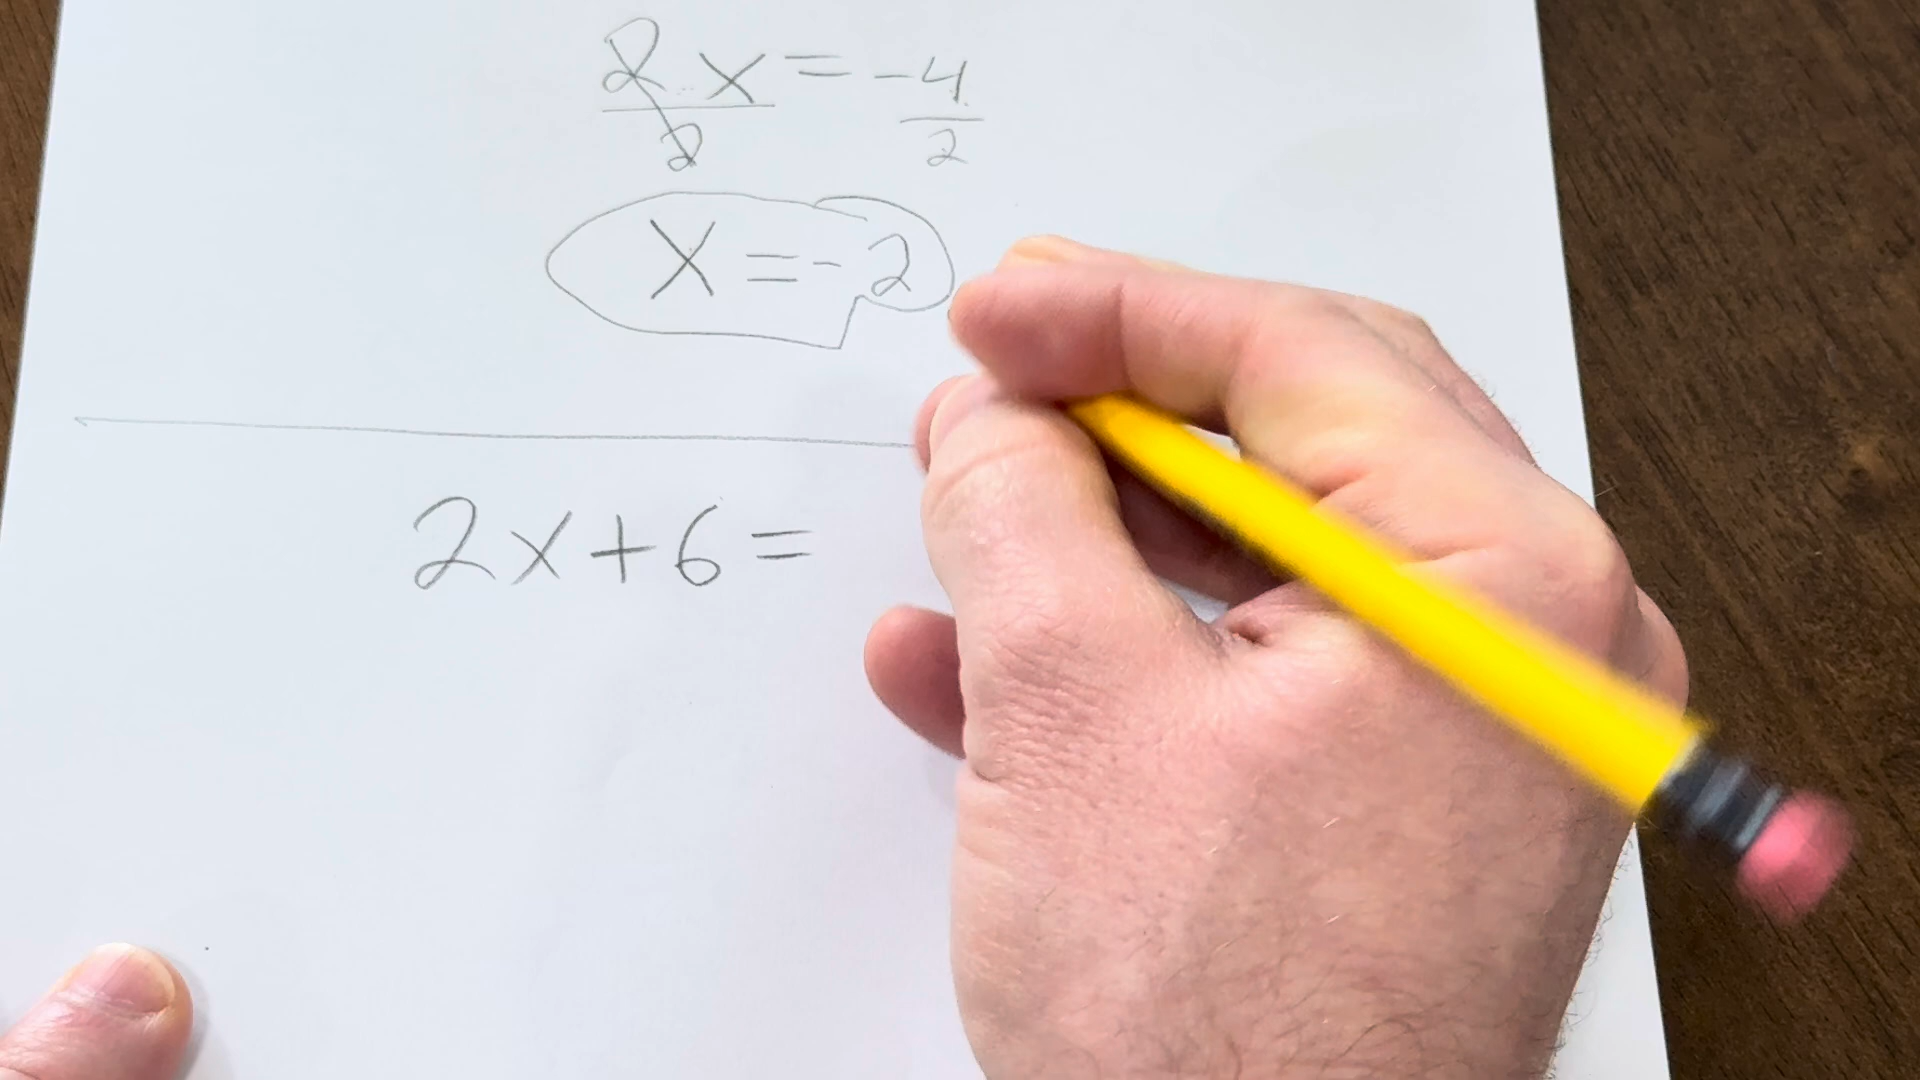 2x = -4
2 2
x = -2
2x+6=